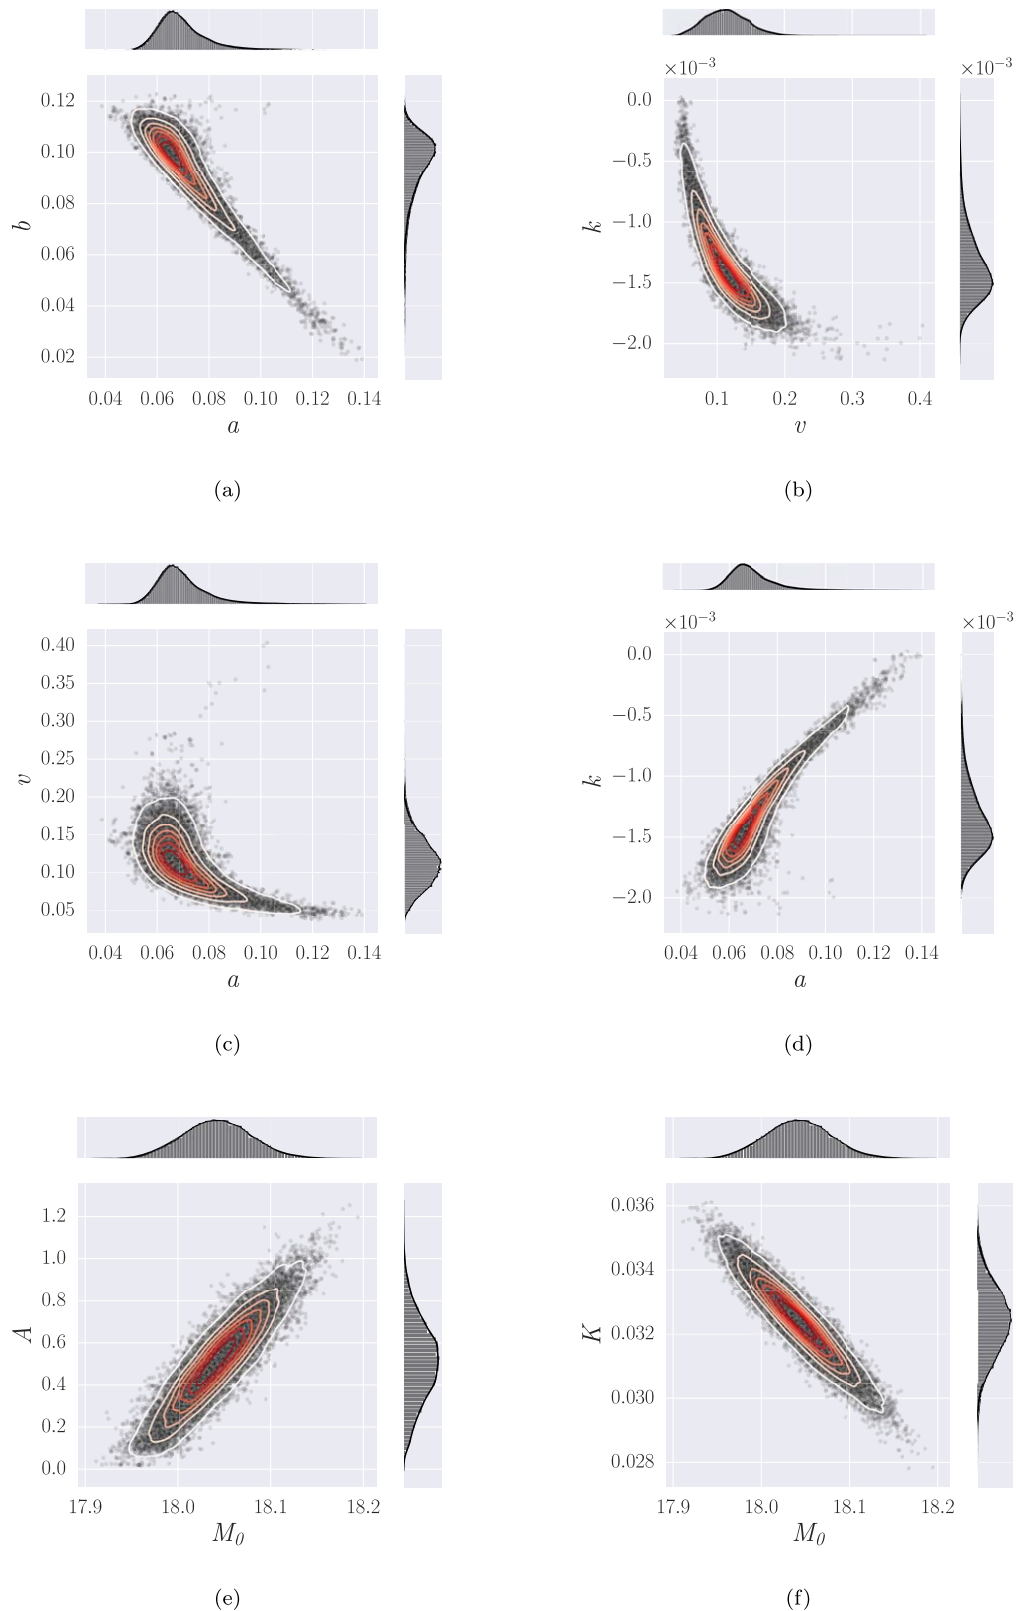 0.12
0.10
0.08
0.06
0.04
0.02
b
0.04 0.06 0.08 0.10 0.12 0.14
a
(a)
×10⁻³ ×10⁻³
0.0
−0.5
−1.0
−1.5
−2.0
k
0.1 0.2 0.3 0.4
v
(b)
0.40
0.35
0.30
0.25
0.20
0.15
0.10
0.05
v
0.04 0.06 0.08 0.10 0.12 0.14
a
(c)
×10⁻³ ×10⁻³
0.0
−0.5
−1.0
−1.5
−2.0
k
0.04 0.06 0.08 0.10 0.12 0.14
a
(d)
1.2
1.0
0.8
0.6
0.4
0.2
0.0
A
17.9 18.0 18.1 18.2
M₀
(e)
0.036
0.034
0.032
0.030
0.028
K
17.9 18.0 18.1 18.2
M₀
(f)